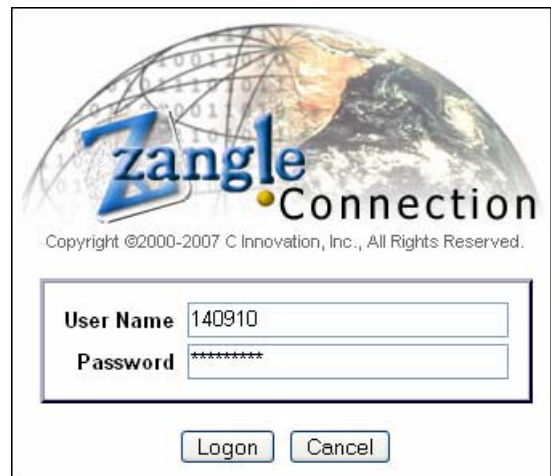 zangle
Connection
Copyright ©2000-2007 C Innovation, Inc., All Rights Reserved.
User Name 140910
Password *********
Logon Cancel